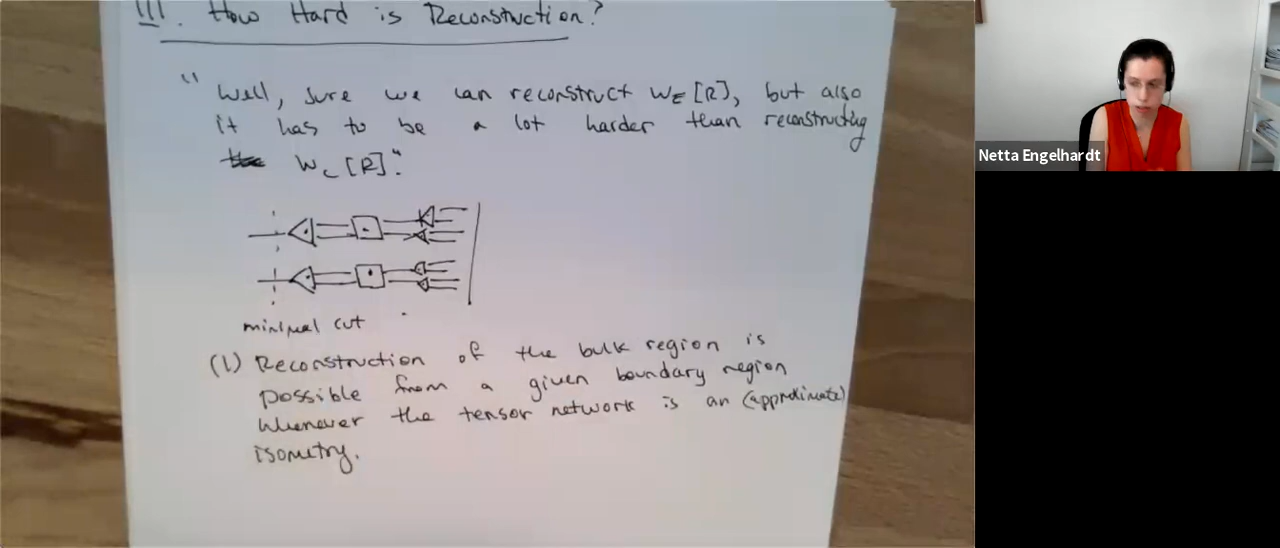 III. How Hard is Reconstruction?
"Well, sure we can reconstruct W_E[R], but also
it has to be a lot harder than reconstructing
W_C[R]."
minimal cut
(1) Reconstruction of the bulk region is
possible from a given boundary region
whenever the tensor network is an (approximate)
isometry.
Netta Engelhardt